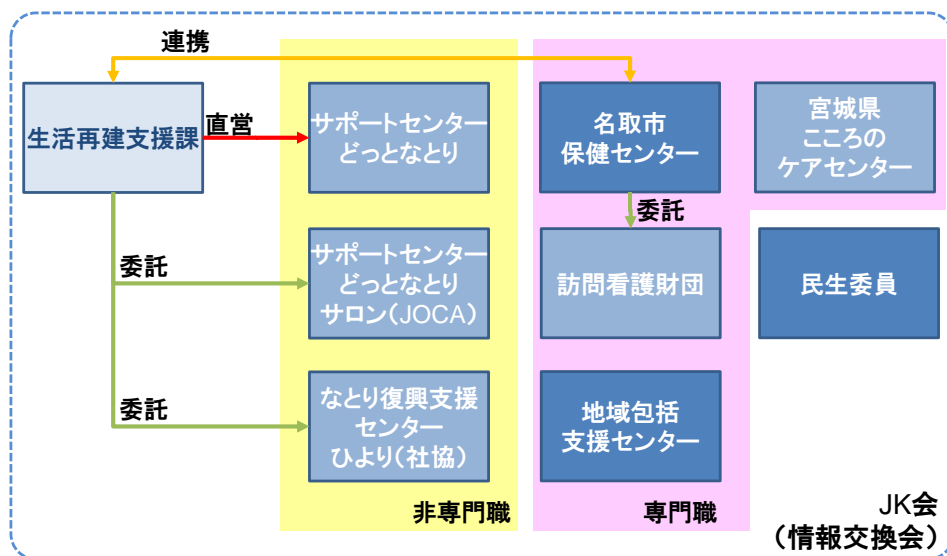 連携
生活再建支援課
直営
サポートセンター
どっとなとり
名取市
保健センター
宮城県
こころの
ケアセンター
委託
委託
サポートセンター
どっとなとり
サロン(JOCA)
訪問看護財団
民生委員
委託
なとり復興支援
センター
ひより(社協)
地域包括
支援センター
非専門職
専門職
JK会
(情報交換会)